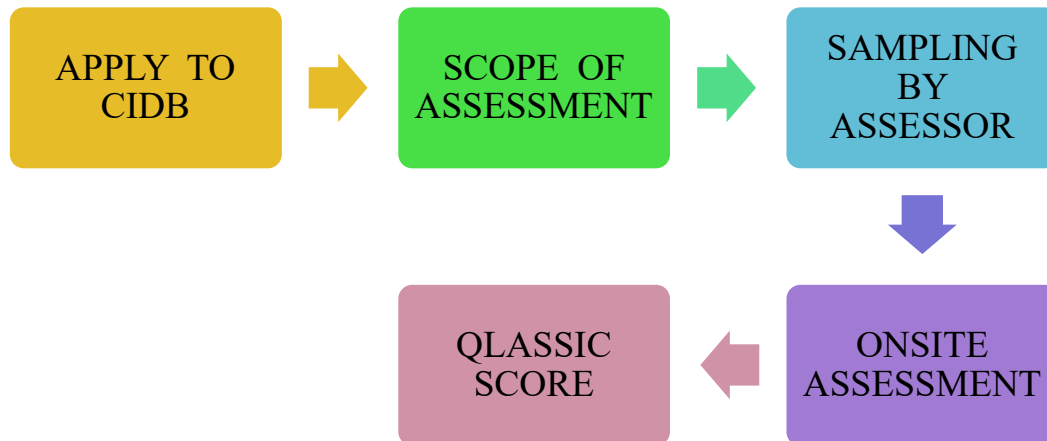 APPLY TO
CIDB
SCOPE OF
ASSESSMENT
SAMPLING
BY
ASSESSOR
ONSITE
ASSESSMENT
QLASSIC
SCORE